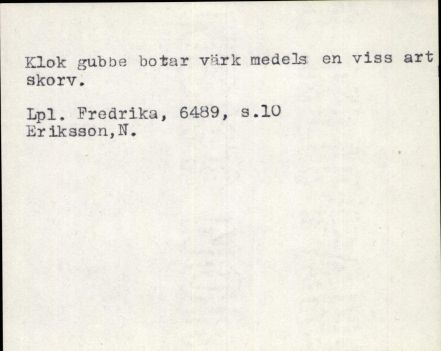 Klok gubbe botar värk medels en viss art
skorv.
Lpl. Fredrika, 6489, s.10
Eriksson,N.